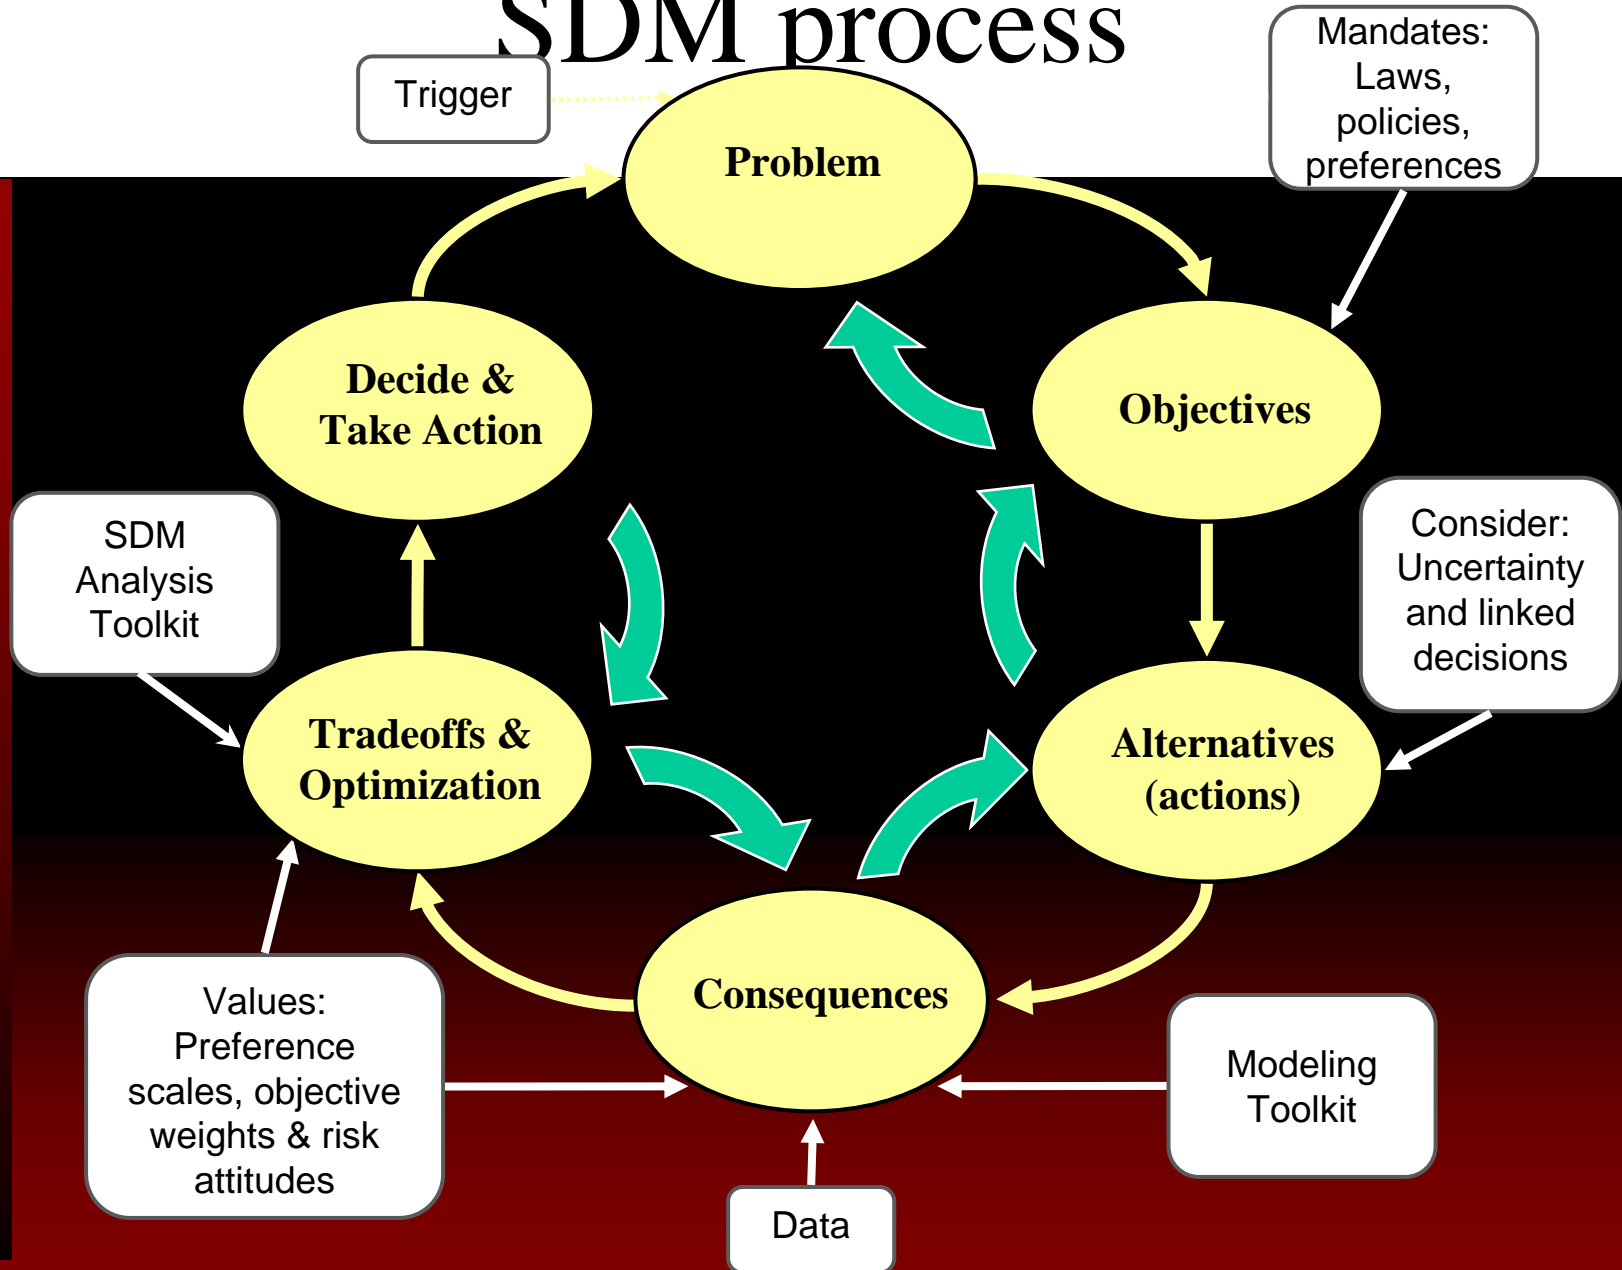 SDM process
Trigger
Mandates:
Laws,
policies,
preferences
Problem
Decide &
Take Action
Objectives
SDM
Analysis
Toolkit
Consider:
Uncertainty
and linked
decisions
Tradeoffs &
Optimization
Alternatives
(actions)
Consequences
Values:
Preference
scales, objective
weights & risk
attitudes
Modeling
Toolkit
Data